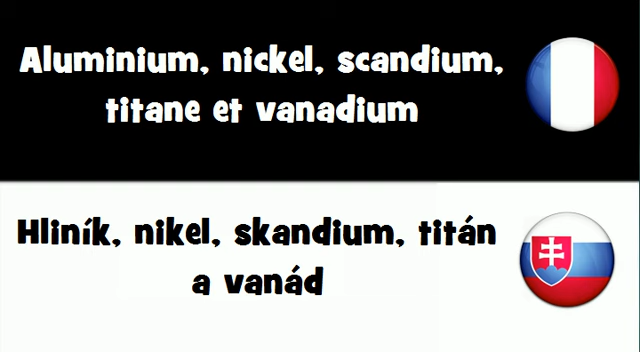 Aluminium, nickel, scandium,
titane et vanadium
Hliník, nikel, skandium, titán
a vanád